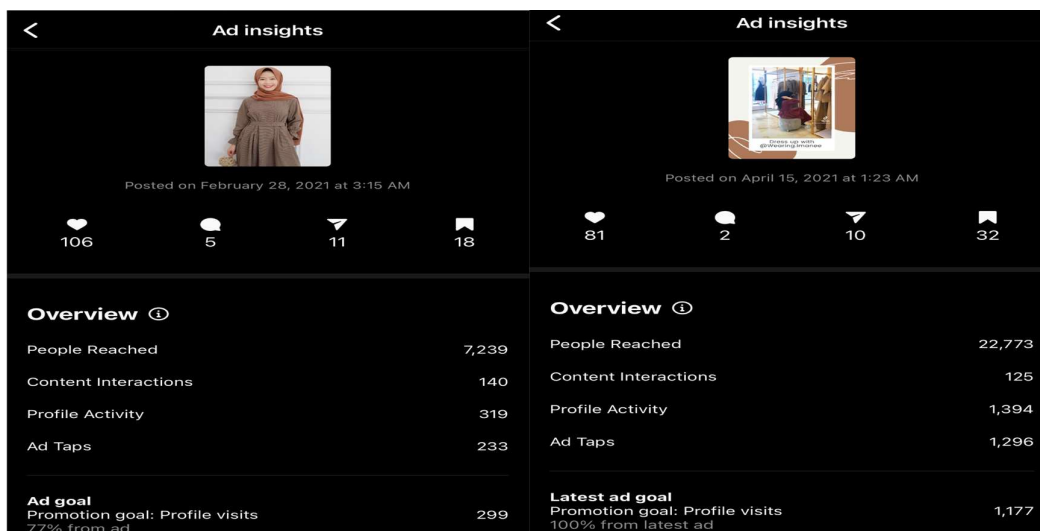 Ad insights
Posted on February 28, 2021 at 3:15 AM
106 5 11 18
Overview
People Reached 7,239
Content Interactions 140
Profile Activity 319
Ad Taps 233
Ad goal
Promotion goal: Profile visits 299
77% from ad
Ad insights
Dress up with
@Wearing Imanee
Posted on April 15, 2021 at 1:23 AM
81 2 10 32
Overview
People Reached 22,773
Content Interactions 125
Profile Activity 1,394
Ad Taps 1,296
Latest ad goal
Promotion goal: Profile visits 1,177
100% from latest ad